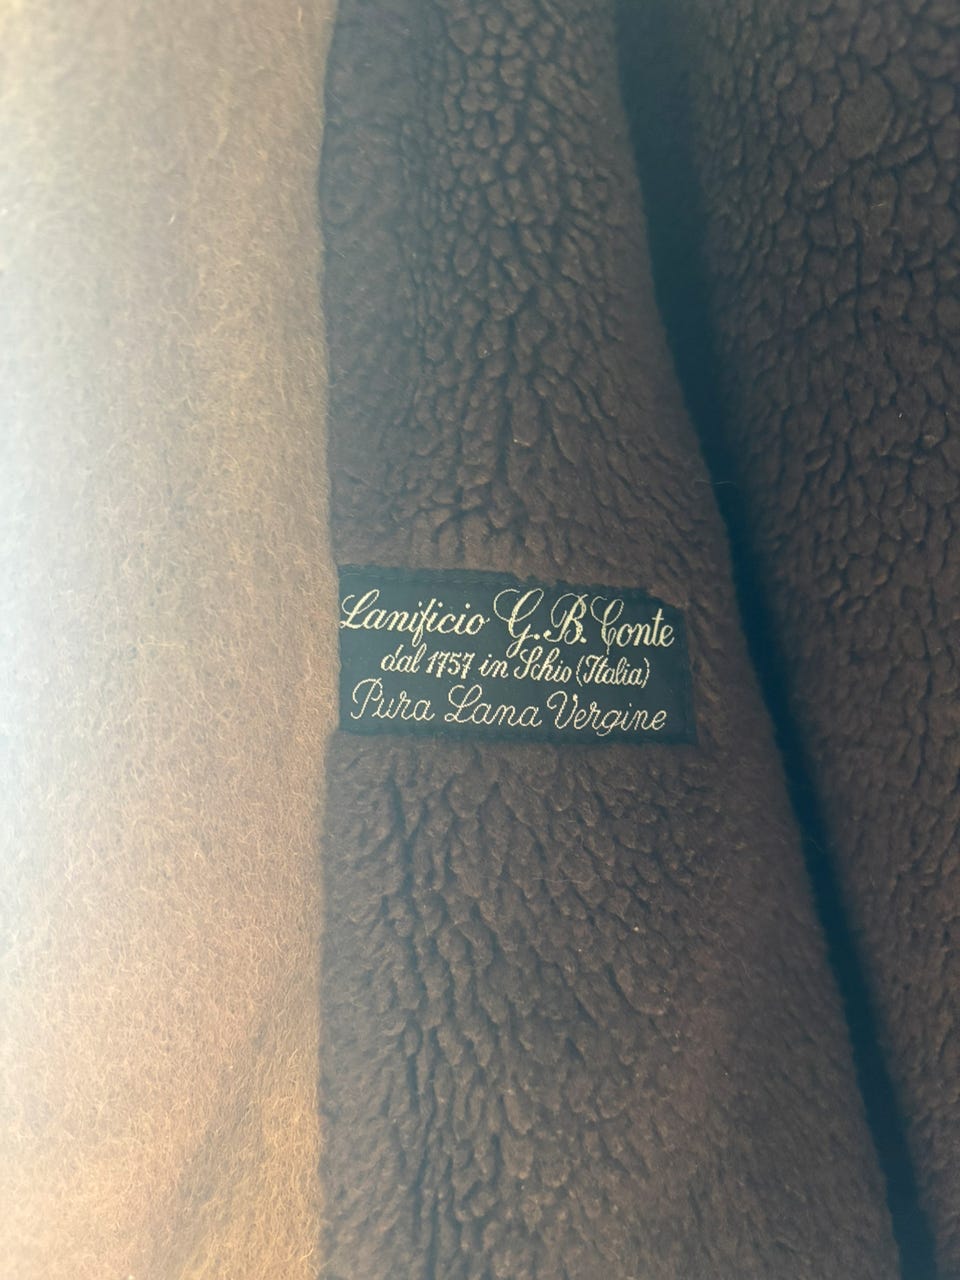 Lanificio G.B. Conte
dal 1757 in Schio (Italia)
Pura Lana Vergine